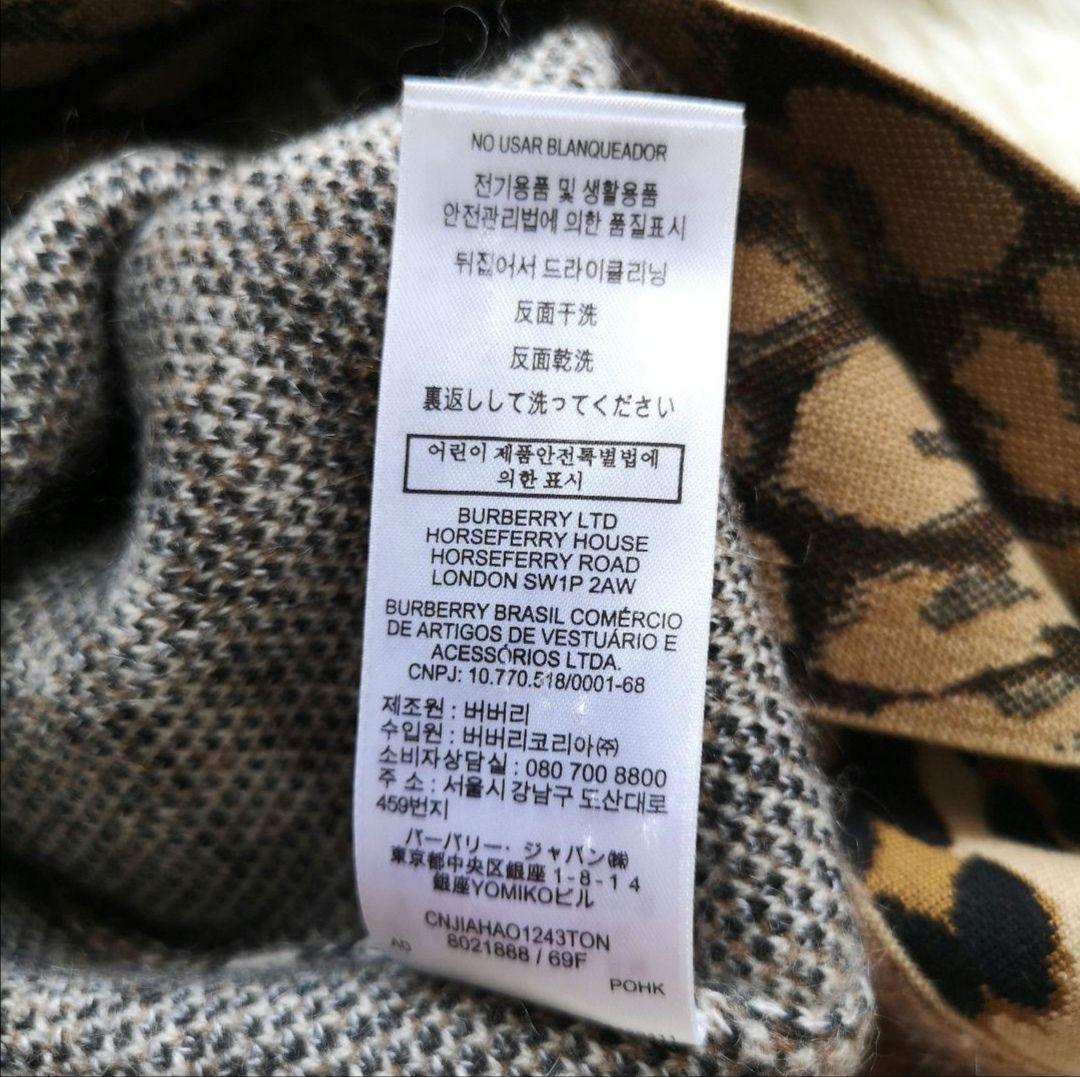 NO USAR BLANQUEADOR
전기용품 및 생활용품
안전관리법에 의한 품질표시
뒤집어서 드라이클리닝
反面干洗
反面乾洗
裏返しして洗ってください
어린이 제품안전특별법에
의한 표시
BURBERRY LTD
HORSEFERRY HOUSE
HORSEFERRY ROAD
LONDON SW1P 2AW
BURBERRY BRASIL COMÉRCIO
DE ARTIGOS DE VESTUÁRIO E
ACESSÓRIOS LTDA.
CNPJ: 10.770.518/0001-68
제조원 : 버버리
수입원 : 버버리코리아㈜
소비자상담실 : 080 700 8800
주 소 : 서울시 강남구 도산대로
459번지
バーバリー・ジャパン㈱
東京都中央区銀座1-8-14
銀座YOMIKOビル
CNJIAHAO1243TON
8021888 / 69F
AD
POHK